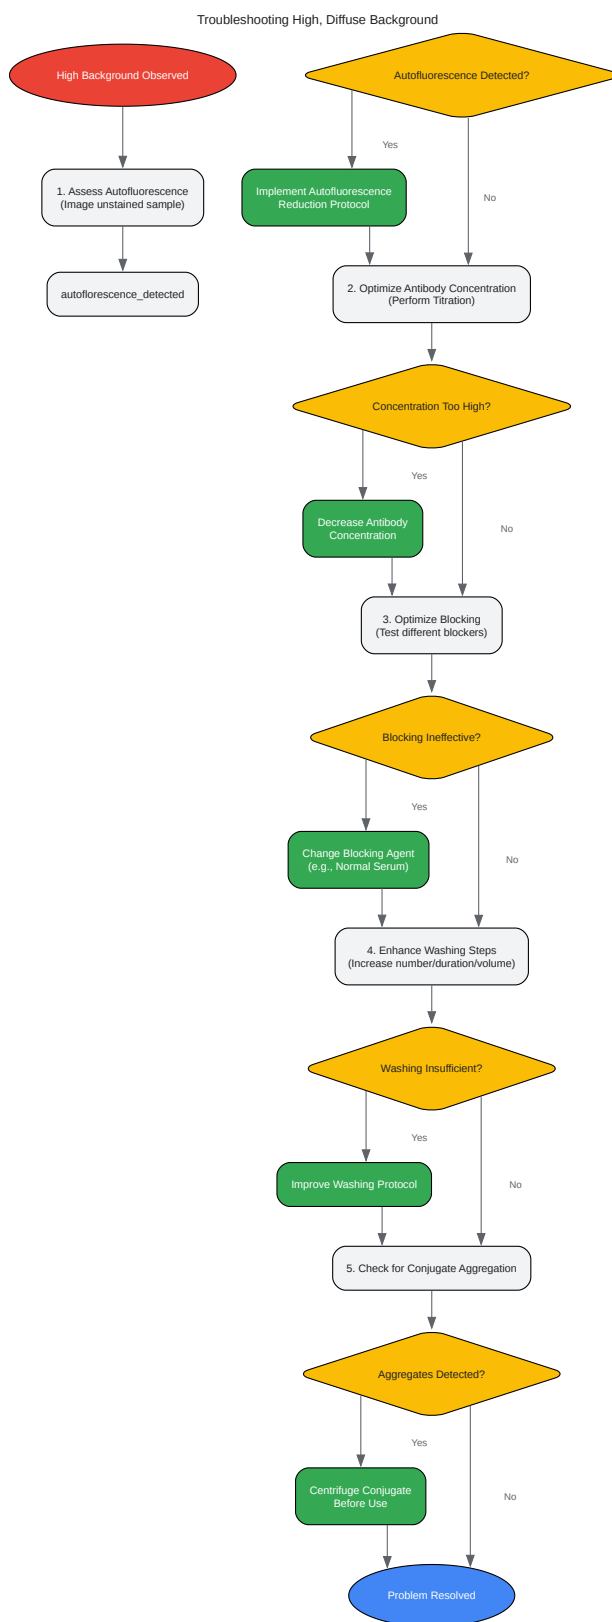 Troubleshooting High, Diffuse Background
High Background Observed
1. Assess Autofluorescence
(Image unstained sample)
autoflorescence_detected
Autofluorescence Detected?
Yes
No
Implement Autofluorescence
Reduction Protocol
2. Optimize Antibody Concentration
(Perform Titration)
Concentration Too High?
Yes
No
Decrease Antibody
Concentration
3. Optimize Blocking
(Test different blockers)
Blocking Ineffective?
Yes
No
Change Blocking Agent
(e.g., Normal Serum)
4. Enhance Washing Steps
(Increase number/duration/volume)
Washing Insufficient?
Yes
No
Improve Washing Protocol
5. Check for Conjugate Aggregation
Aggregates Detected?
Yes
No
Centrifuge Conjugate
Before Use
Problem Resolved